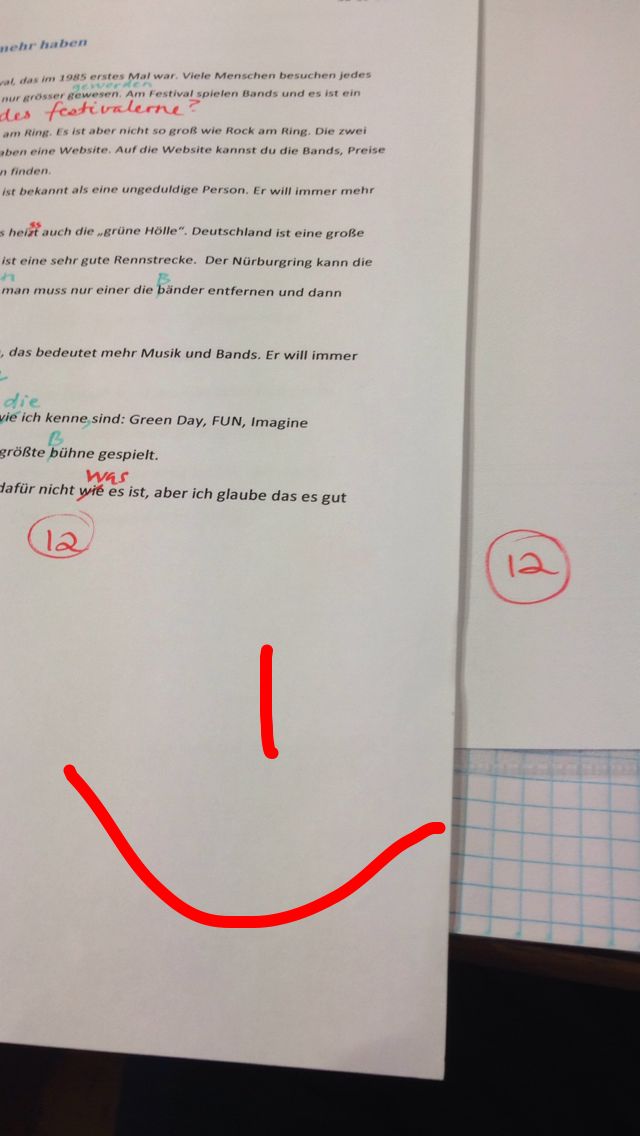 mehr haben
val, das im 1985 erstes Mal war. Viele Menschen besuchen jedes
geworden
nur grösser gewesen. Am Festival spielen Bands und es ist ein
des festivalerne?
am Ring. Es ist aber nicht so groß wie Rock am Ring. Die zwei
aben eine Website. Auf die Website kannst du die Bands, Preise
n finden.
ist bekannt als eine ungeduldige Person. Er will immer mehr
ss
s heizt auch die „grüne Hölle“. Deutschland ist eine große
ist eine sehr gute Rennstrecke. Der Nürburgring kann die
n B
man muss nur einer die bänder entfernen und dann
, das bedeutet mehr Musik und Bands. Er will immer
die
wie ich kenne, sind: Green Day, FUN, Imagine
B
größte bühne gespielt.
was
dafür nicht wie es ist, aber ich glaube das es gut
12
12